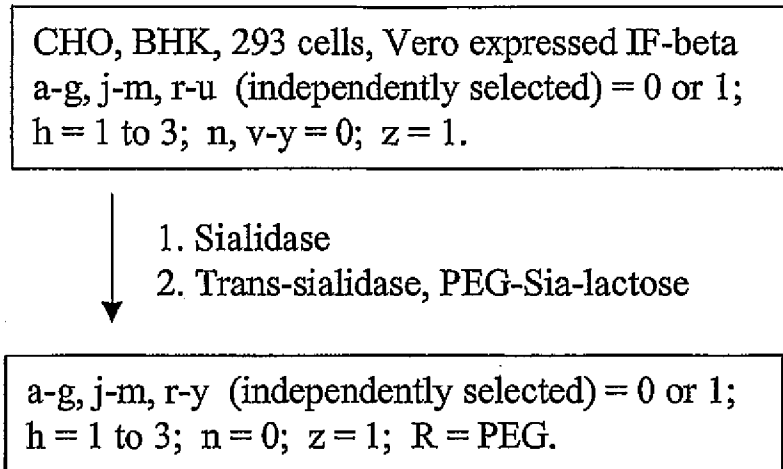 CHO, BHK, 293 cells, Vero expressed IF-beta
a-g, j-m, r-u (independently selected) = 0 or 1;
h = 1 to 3; n, v-y = 0; z = 1.
1. Sialidase
2. Trans-sialidase, PEG-Sia-lactose
a-g, j-m, r-y (independently selected) = 0 or 1;
h = 1 to 3; n = 0; z = 1; R = PEG.